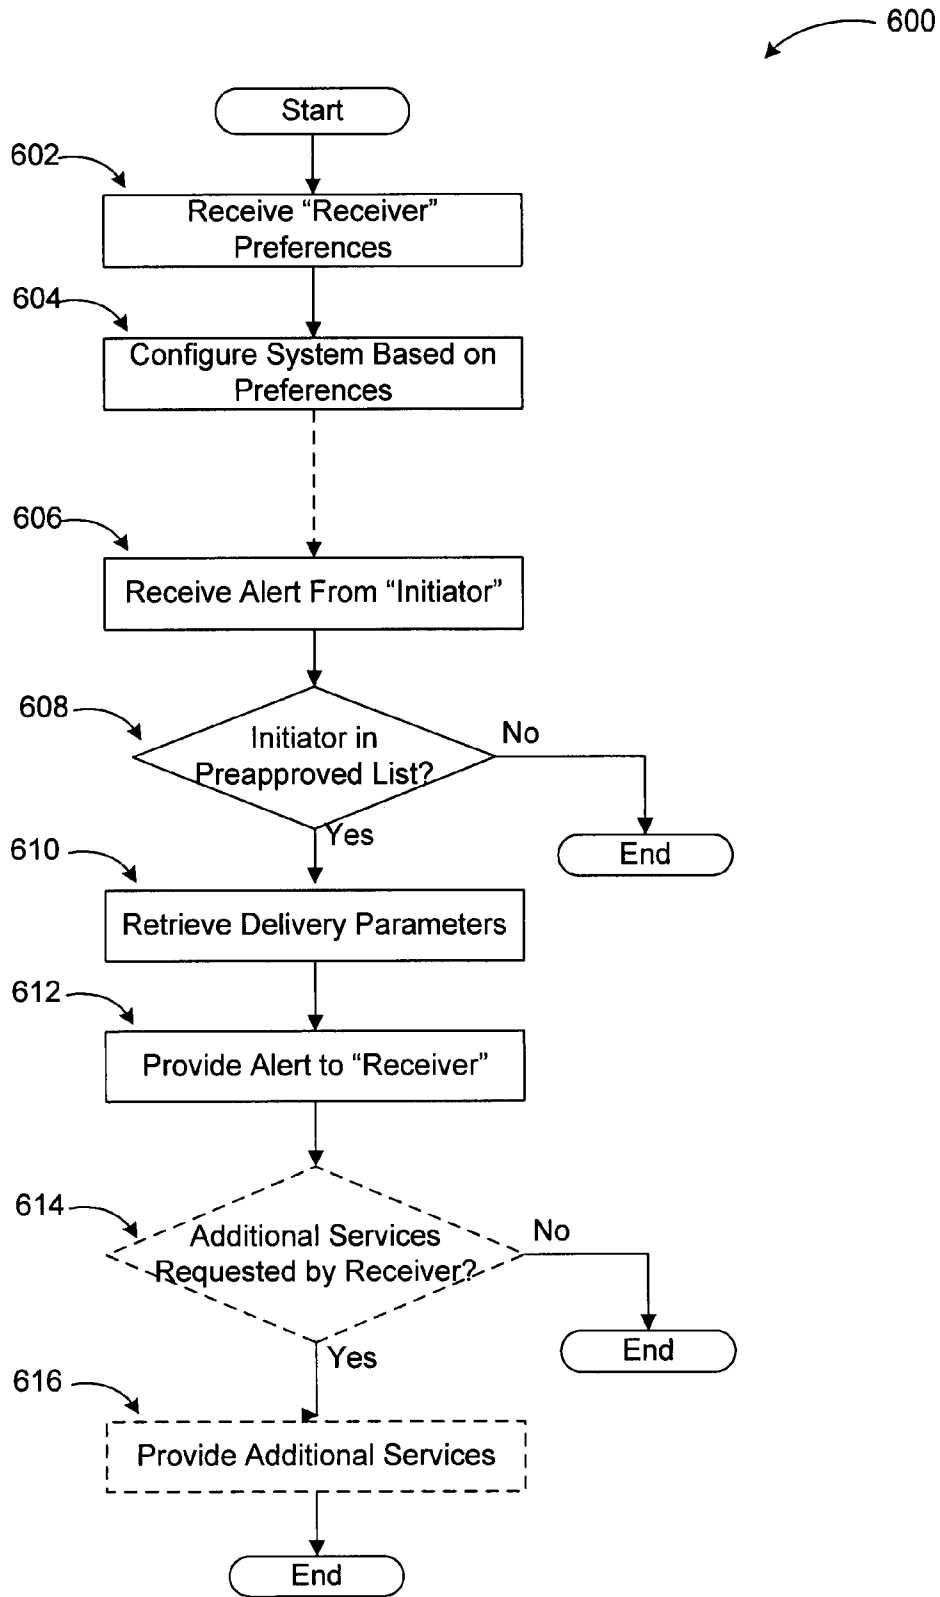 600
Start
602
Receive “Receiver”
Preferences
604
Configure System Based on
Preferences
606
Receive Alert From “Initiator”
608
Initiator in
Preapproved List?
No
Yes
End
610
Retrieve Delivery Parameters
612
Provide Alert to “Receiver”
614
Additional Services
Requested by Receiver?
No
Yes
End
616
Provide Additional Services
End